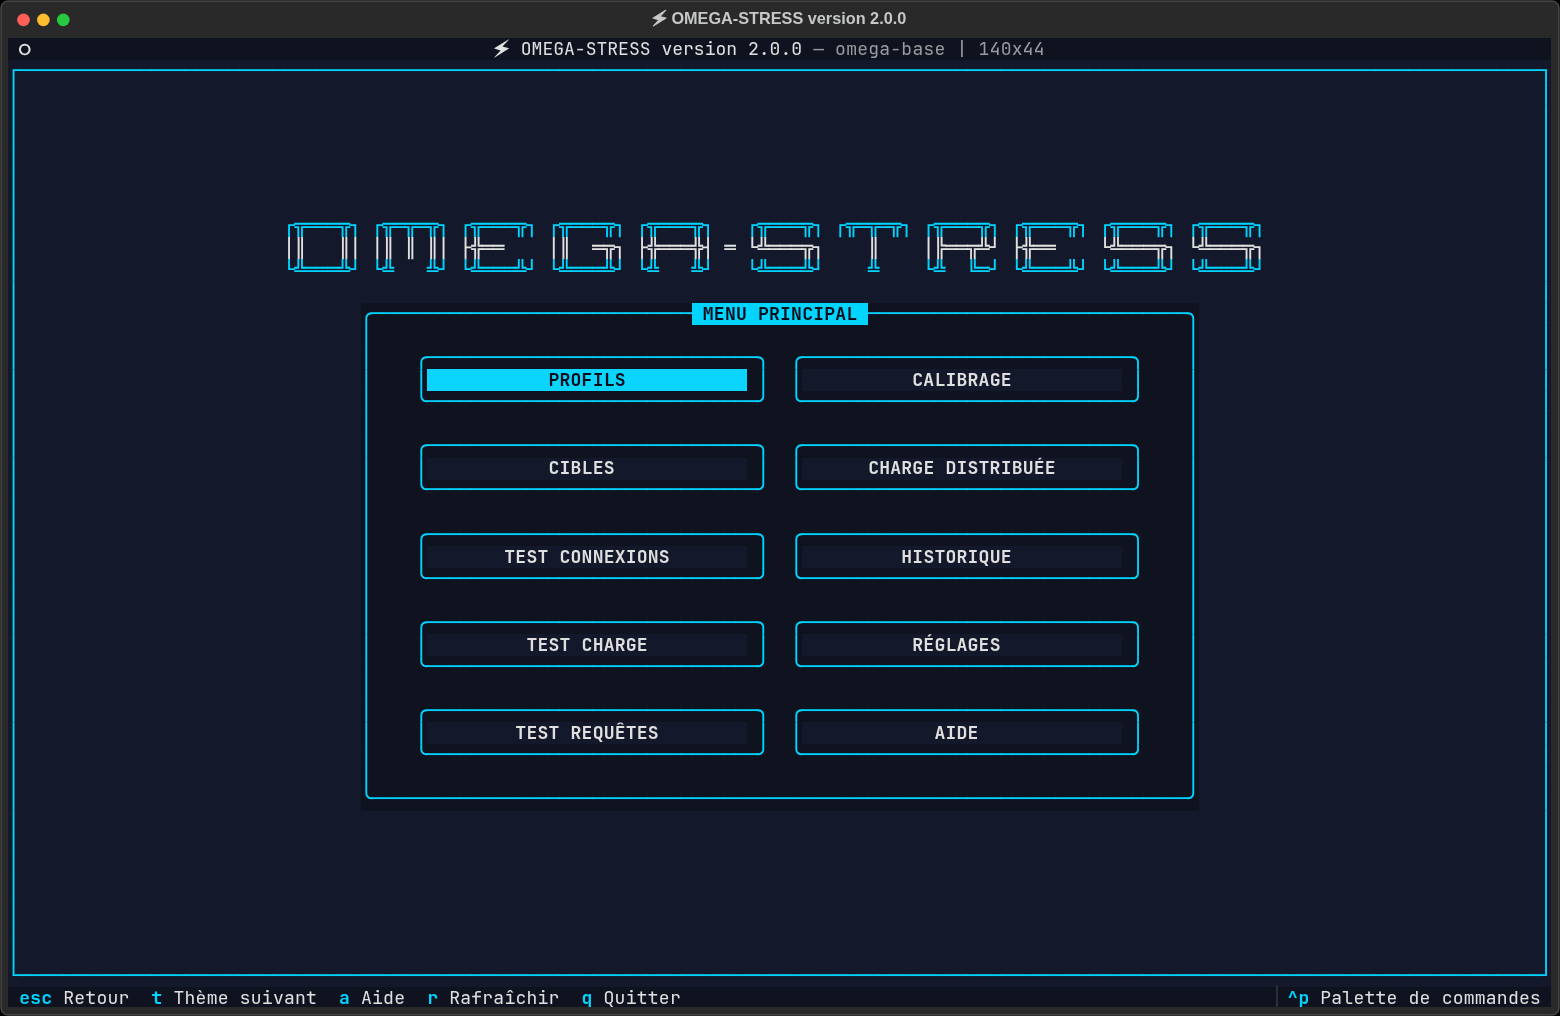 ⚡ OMEGA-STRESS version 2.0.0
⚡ OMEGA-STRESS version 2.0.0 — omega-base | 140x44
OMEGA-STRESS
MENU PRINCIPAL
PROFILS CALIBRAGE
CIBLES CHARGE DISTRIBUÉE
TEST CONNEXIONS HISTORIQUE
TEST CHARGE RÉGLAGES
TEST REQUÊTES AIDE
esc Retour t Thème suivant a Aide r Rafraîchir q Quitter ^p Palette de commandes